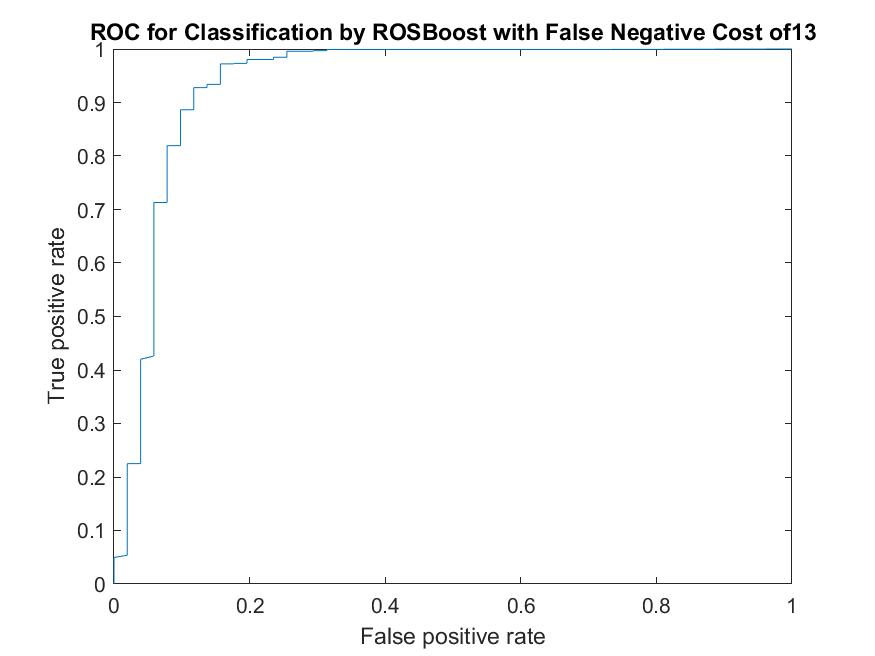 ROC for Classification by ROSBoost with False Negative Cost of13
1
0.9
0.8
0.7
0.6
0.5
0.4
0.3
0.2
0.1
0
True positive rate
0 0.2 0.4 0.6 0.8 1
False positive rate